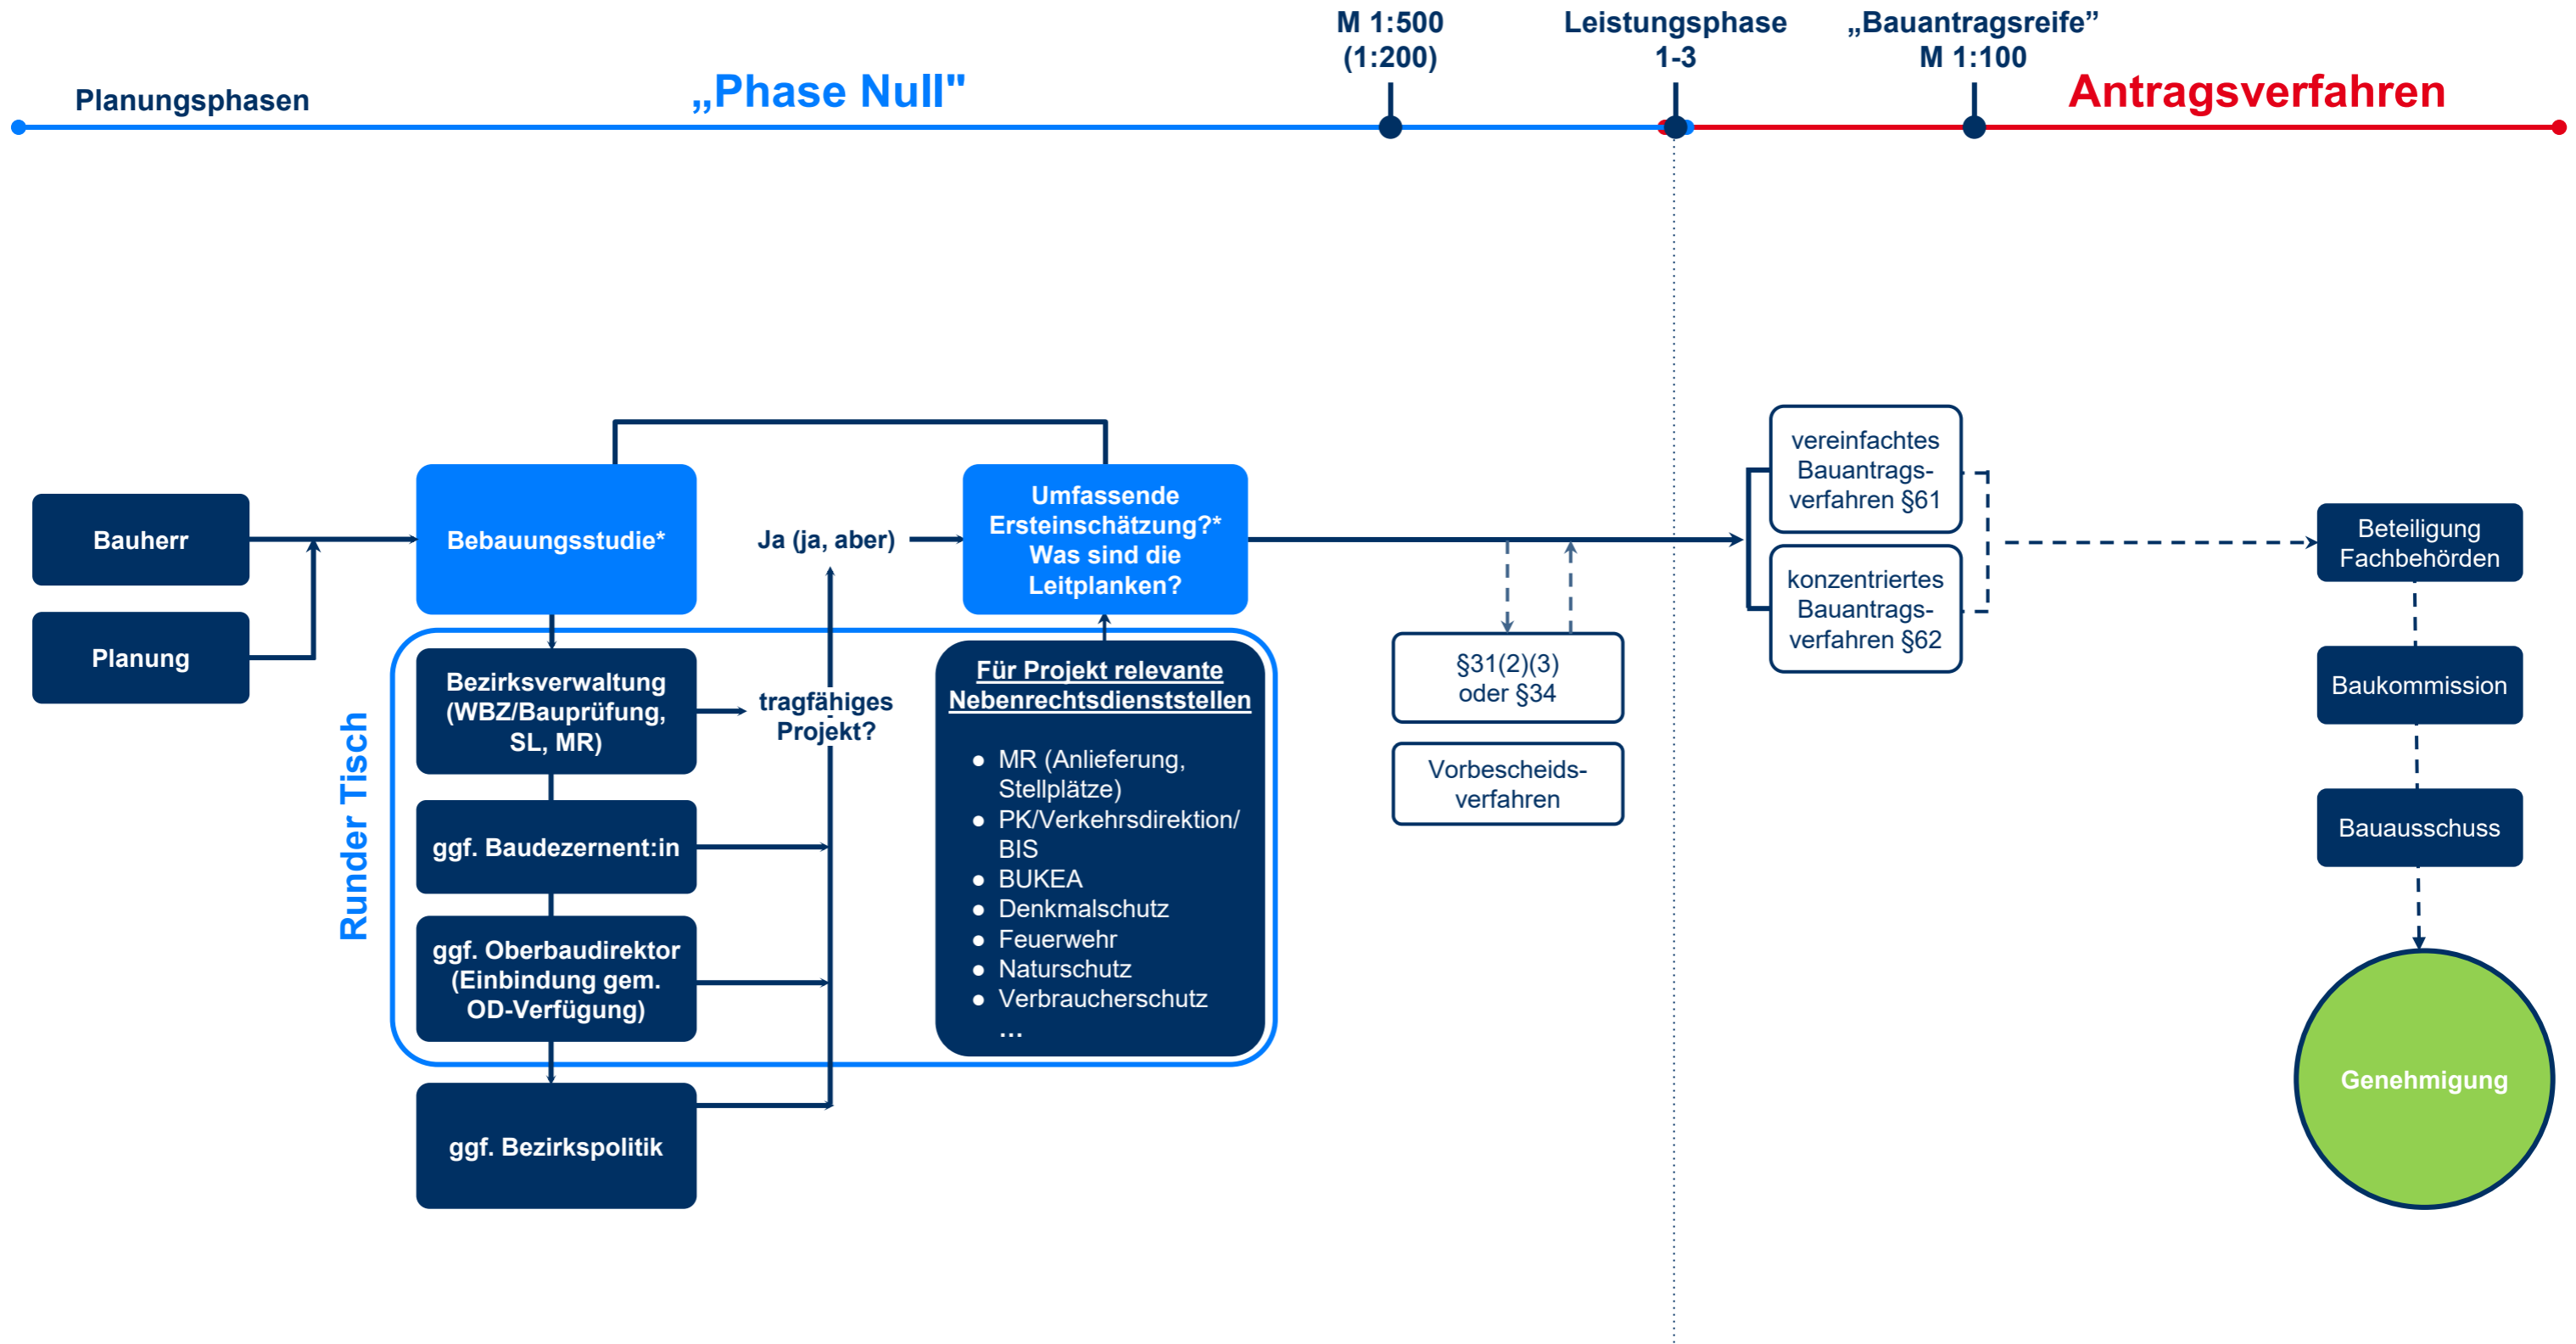 M 1:500
(1:200)
Leistungsphase
1-3
„Bauantragsreife”
M 1:100
Planungsphasen
„Phase Null"
Antragsverfahren
Bauherr
Planung
Bebauungsstudie*
Ja (ja, aber)
Umfassende
Ersteinschätzung?*
Was sind die
Leitplanken?
Runder Tisch
Bezirksverwaltung
(WBZ/Bauprüfung,
SL, MR)
tragfähiges
Projekt?
ggf. Baudezernent:in
ggf. Oberbaudirektor
(Einbindung gem.
OD-Verfügung)
ggf. Bezirkspolitik
Für Projekt relevante
Nebenrechtsdienststellen
● MR (Anlieferung,
Stellplätze)
● PK/Verkehrsdirektion/
BIS
● BUKEA
● Denkmalschutz
● Feuerwehr
● Naturschutz
● Verbraucherschutz
…
§31(2)(3)
oder §34
Vorbescheids-
verfahren
vereinfachtes
Bauantrags-
verfahren §61
konzentriertes
Bauantrags-
verfahren §62
Beteiligung
Fachbehörden
Baukommission
Bauausschuss
Genehmigung